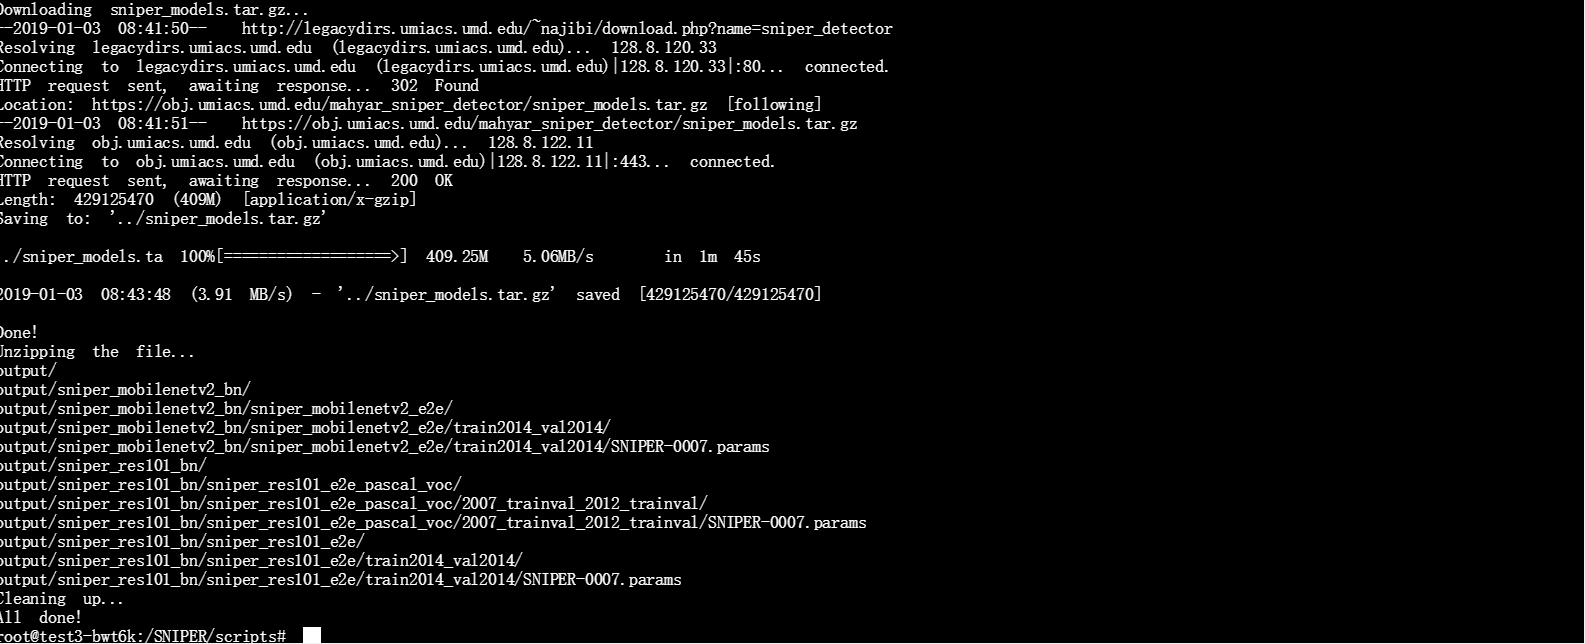 Downloading sniper_models.tar.gz...
--2019-01-03 08:41:50-- http://legacydirs.umiacs.umd.edu/~najibi/download.php?name=sniper_detector
Resolving legacydirs.umiacs.umd.edu (legacydirs.umiacs.umd.edu)... 128.8.120.33
Connecting to legacydirs.umiacs.umd.edu (legacydirs.umiacs.umd.edu)|128.8.120.33|:80... connected.
HTTP request sent, awaiting response... 302 Found
Location: https://obj.umiacs.umd.edu/mahyar_sniper_detector/sniper_models.tar.gz [following]
--2019-01-03 08:41:51-- https://obj.umiacs.umd.edu/mahyar_sniper_detector/sniper_models.tar.gz
Resolving obj.umiacs.umd.edu (obj.umiacs.umd.edu)... 128.8.122.11
Connecting to obj.umiacs.umd.edu (obj.umiacs.umd.edu)|128.8.122.11|:443... connected.
HTTP request sent, awaiting response... 200 OK
Length: 429125470 (409M) [application/x-gzip]
Saving to: '../sniper_models.tar.gz'
../sniper_models.ta 100%[===================>] 409.25M 5.06MB/s in 1m 45s
2019-01-03 08:43:48 (3.91 MB/s) - '../sniper_models.tar.gz' saved [429125470/429125470]
Done!
Unzipping the file...
output/
output/sniper_mobilenetv2_bn/
output/sniper_mobilenetv2_bn/sniper_mobilenetv2_e2e/
output/sniper_mobilenetv2_bn/sniper_mobilenetv2_e2e/train2014_val2014/
output/sniper_mobilenetv2_bn/sniper_mobilenetv2_e2e/train2014_val2014/SNIPER-0007.params
output/sniper_res101_bn/
output/sniper_res101_bn/sniper_res101_e2e_pascal_voc/
output/sniper_res101_bn/sniper_res101_e2e_pascal_voc/2007_trainval_2012_trainval/
output/sniper_res101_bn/sniper_res101_e2e_pascal_voc/2007_trainval_2012_trainval/SNIPER-0007.params
output/sniper_res101_bn/sniper_res101_e2e/
output/sniper_res101_bn/sniper_res101_e2e/train2014_val2014/
output/sniper_res101_bn/sniper_res101_e2e/train2014_val2014/SNIPER-0007.params
Cleaning up...
All done!
root@test3-bwt6k:/SNIPER/scripts#